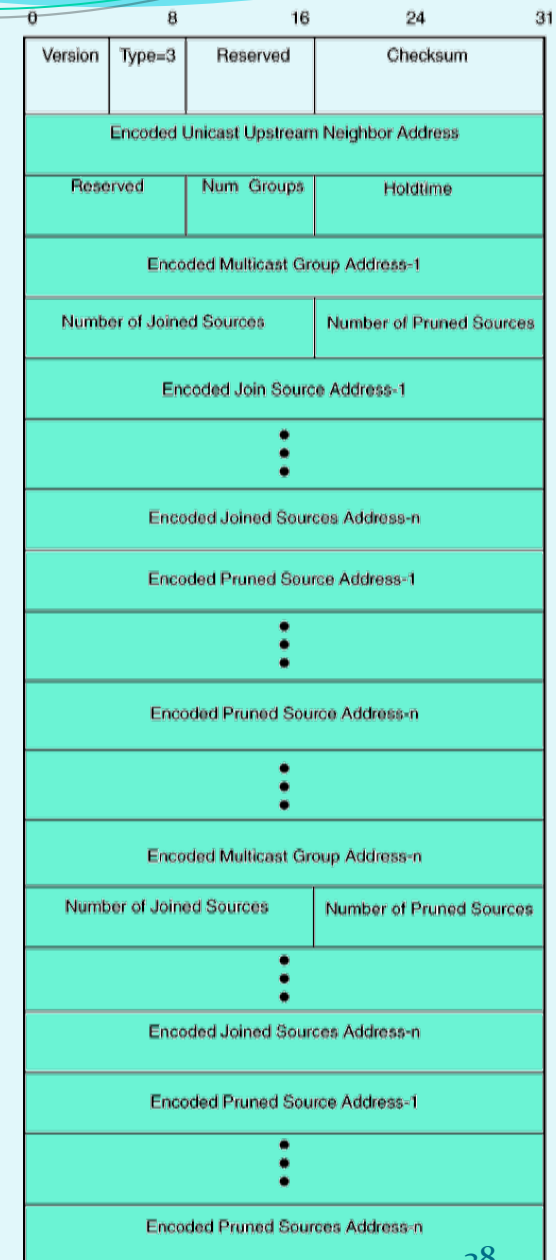 0 8 16 24 31
Version Type=3 Reserved Checksum
Encoded Unicast Upstream Neighbor Address
Reserved Num Groups Holdtime
Encoded Multicast Group Address-1
Number of Joined Sources Number of Pruned Sources
Encoded Join Source Address-1
Encoded Joined Sources Address-n
Encoded Pruned Source Address-1
Encoded Pruned Source Address-n
Encoded Multicast Group Address-n
Number of Joined Sources Number of Pruned Sources
Encoded Joined Sources Address-n
Encoded Pruned Source Address-1
Encoded Pruned Sources Address-n